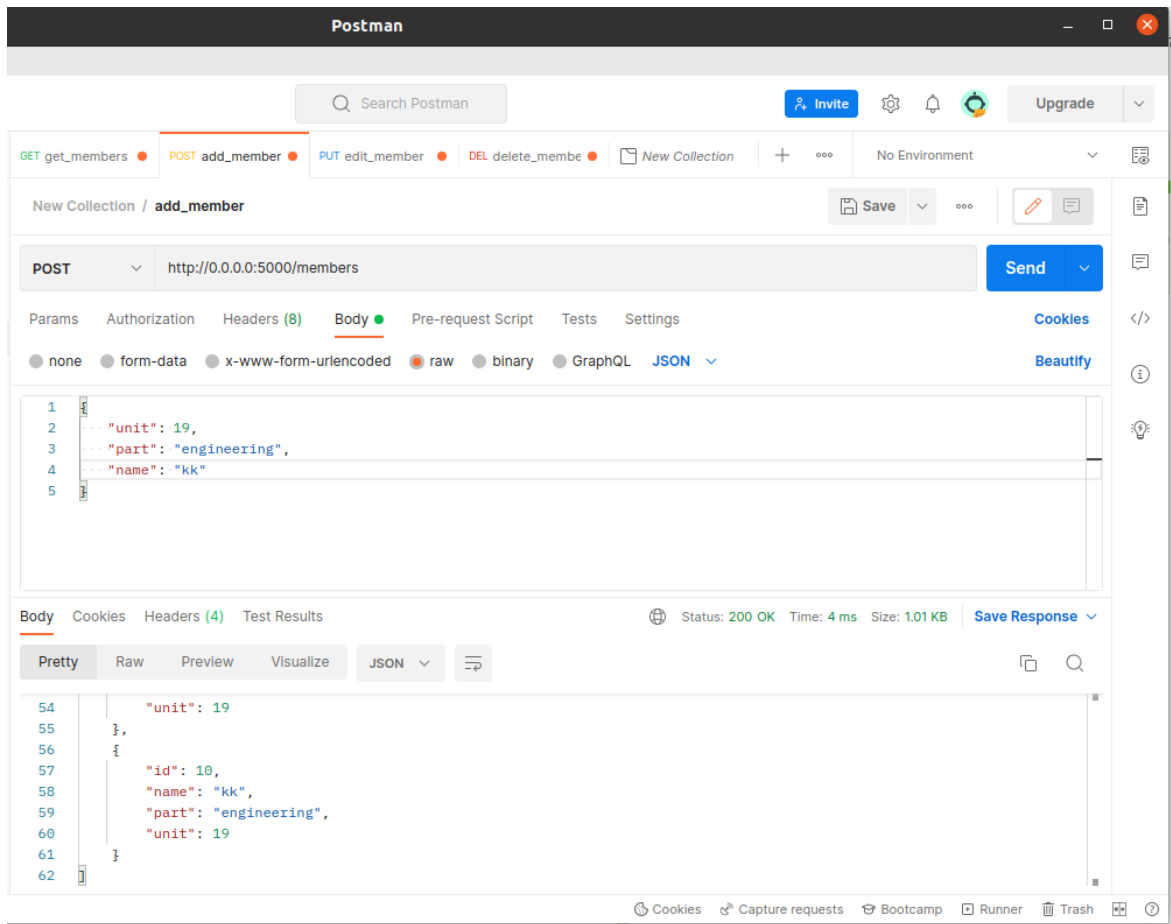 Postman
Search Postman
Invite
Upgrade
GET get_members
POST add_member
PUT edit_member
DEL delete_membe
New Collection
No Environment
New Collection / add_member
Save
POST
http://0.0.0.0:5000/members
Send
Params Authorization Headers (8) Body Pre-request Script Tests Settings Cookies
none form-data x-www-form-urlencoded raw binary GraphQL JSON Beautify
1 {
2 "unit": 19,
3 "part": "engineering",
4 "name": "kk"
5 }
Body Cookies Headers (4) Test Results Status: 200 OK Time: 4 ms Size: 1.01 KB Save Response
Pretty Raw Preview Visualize JSON
54 "unit": 19
55 },
56 {
57 "id": 10,
58 "name": "kk",
59 "part": "engineering",
60 "unit": 19
61 }
62 ]
Cookies Capture requests Bootcamp Runner Trash